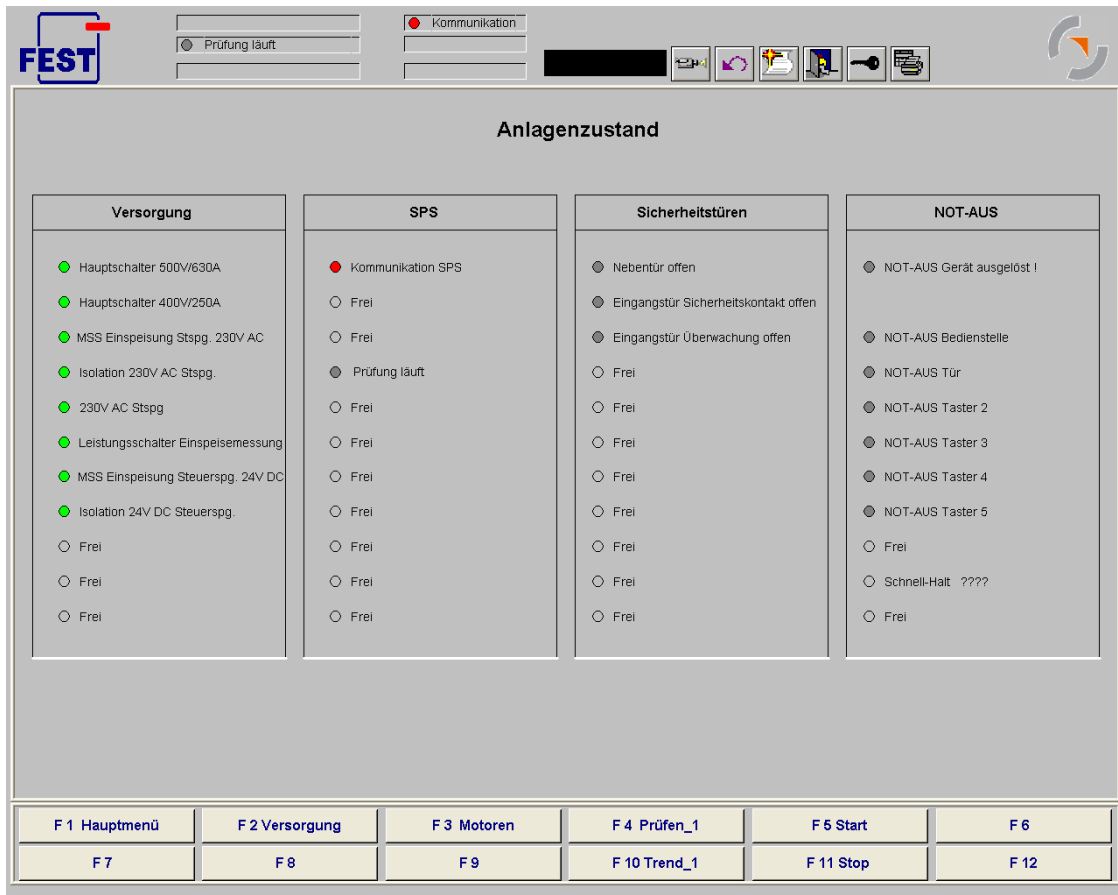 FEST
Prüfung läuft
Kommunikation
Anlagenzustand
Versorgung
Hauptschalter 500V/630A
Hauptschalter 400V/250A
MSS Einspeisung Stspg. 230V AC
Isolation 230V AC Stspg.
230V AC Stspg
Leistungsschalter Einspeisemessung
MSS Einspeisung Steuerspg. 24V DC
Isolation 24V DC Steuerspg.
Frei
Frei
Frei
SPS
Kommunikation SPS
Frei
Frei
Prüfung läuft
Frei
Frei
Frei
Frei
Frei
Frei
Frei
Sicherheitstüren
Nebentür offen
Eingangstür Sicherheitskontakt offen
Eingangstür Überwachung offen
Frei
Frei
Frei
Frei
Frei
Frei
Frei
Frei
NOT-AUS
NOT-AUS Gerät ausgelöst !
NOT-AUS Bedienstelle
NOT-AUS Tür
NOT-AUS Taster 2
NOT-AUS Taster 3
NOT-AUS Taster 4
NOT-AUS Taster 5
Frei
Schnell-Halt ????
Frei
F 1 Hauptmenü
F 2 Versorgung
F 3 Motoren
F 4 Prüfen_1
F 5 Start
F 6
F 7
F 8
F 9
F 10 Trend_1
F 11 Stop
F 12